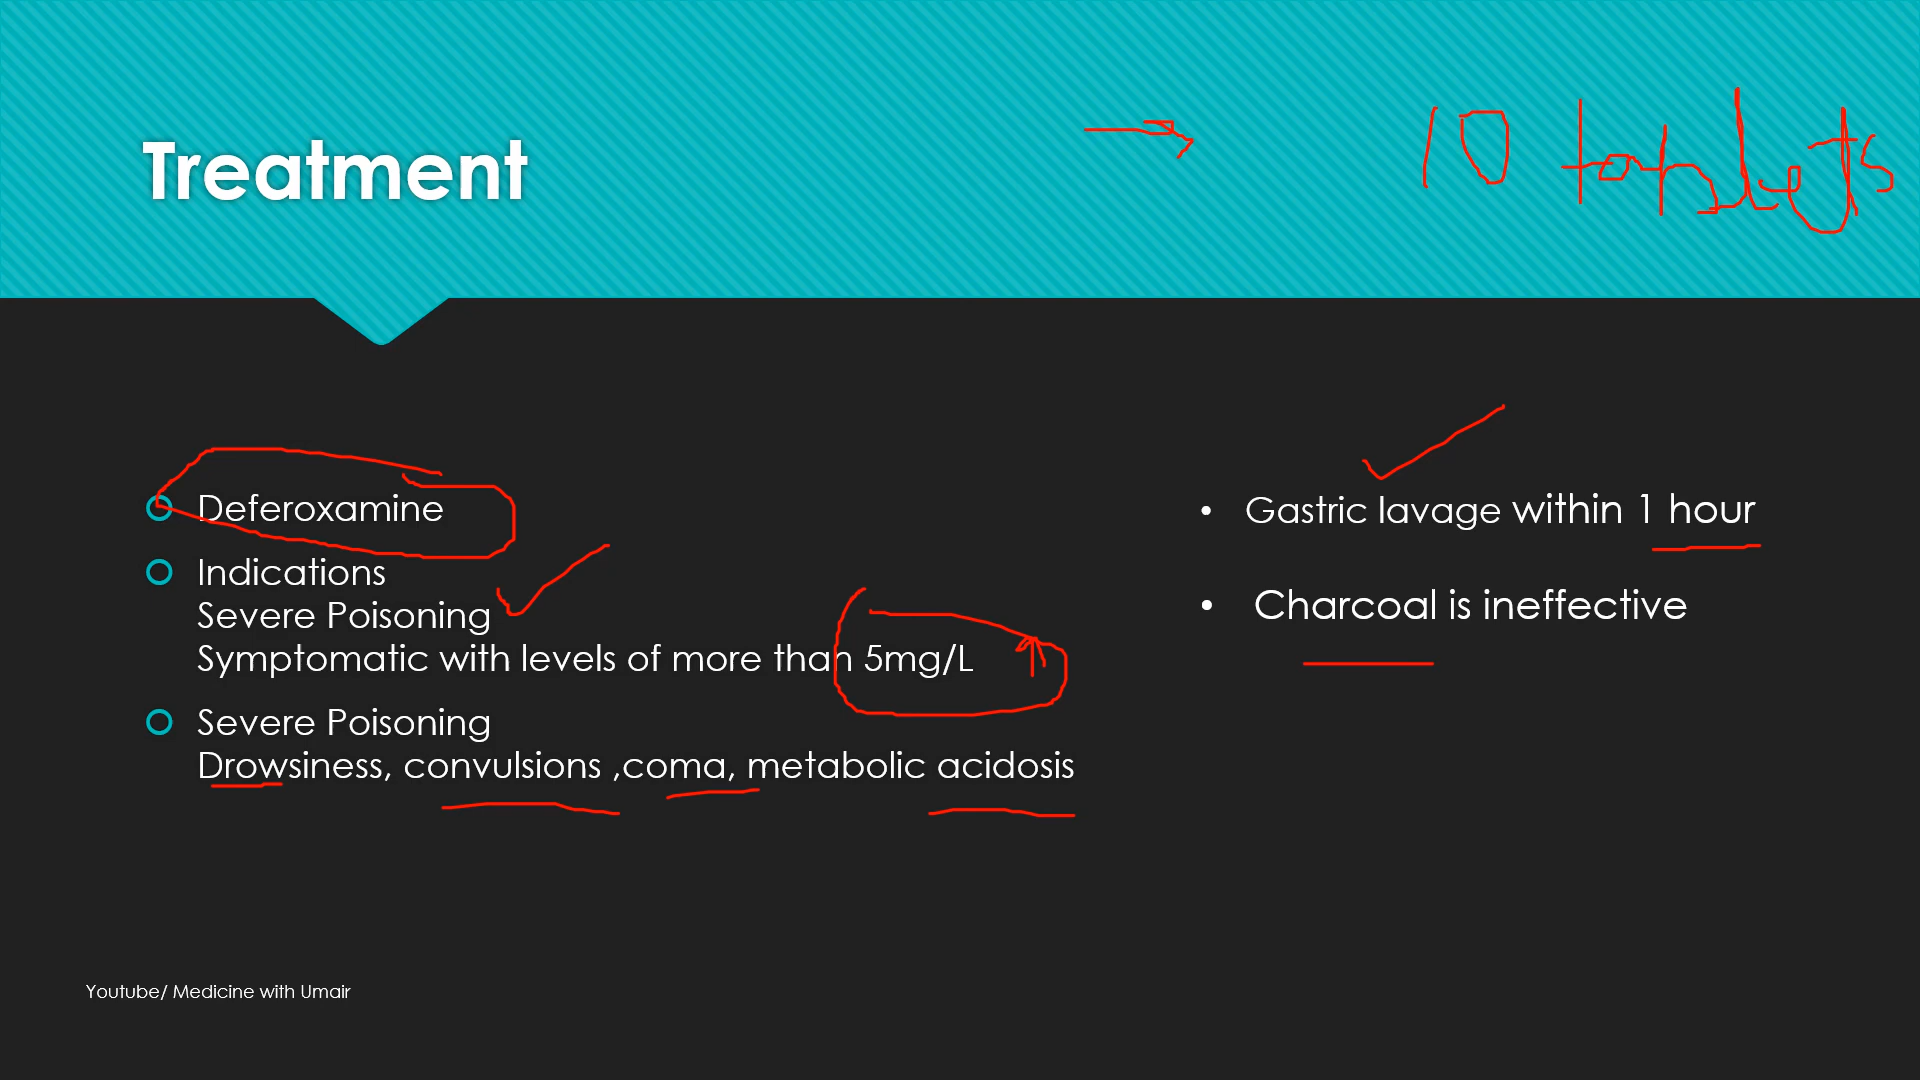 10 tablets
Treatment
Deferoxamine
Indications
Severe Poisoning
Symptomatic with levels of more than 5mg/L
Severe Poisoning
Drowsiness, convulsions ,coma, metabolic acidosis
• Gastric lavage within 1 hour
• Charcoal is ineffective
Youtube/ Medicine with Umair